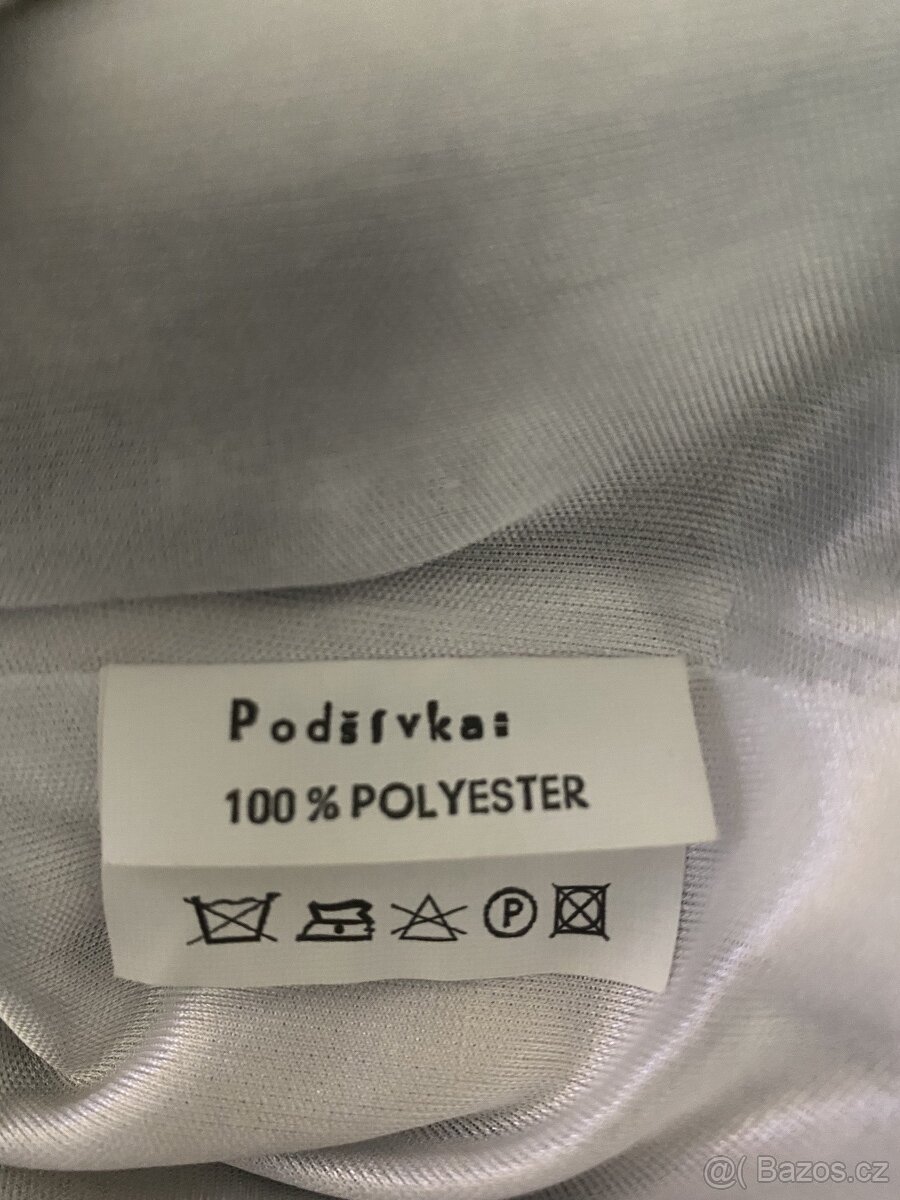 Podšívka:
100 % POLYESTER
P
@( Bazos.cz